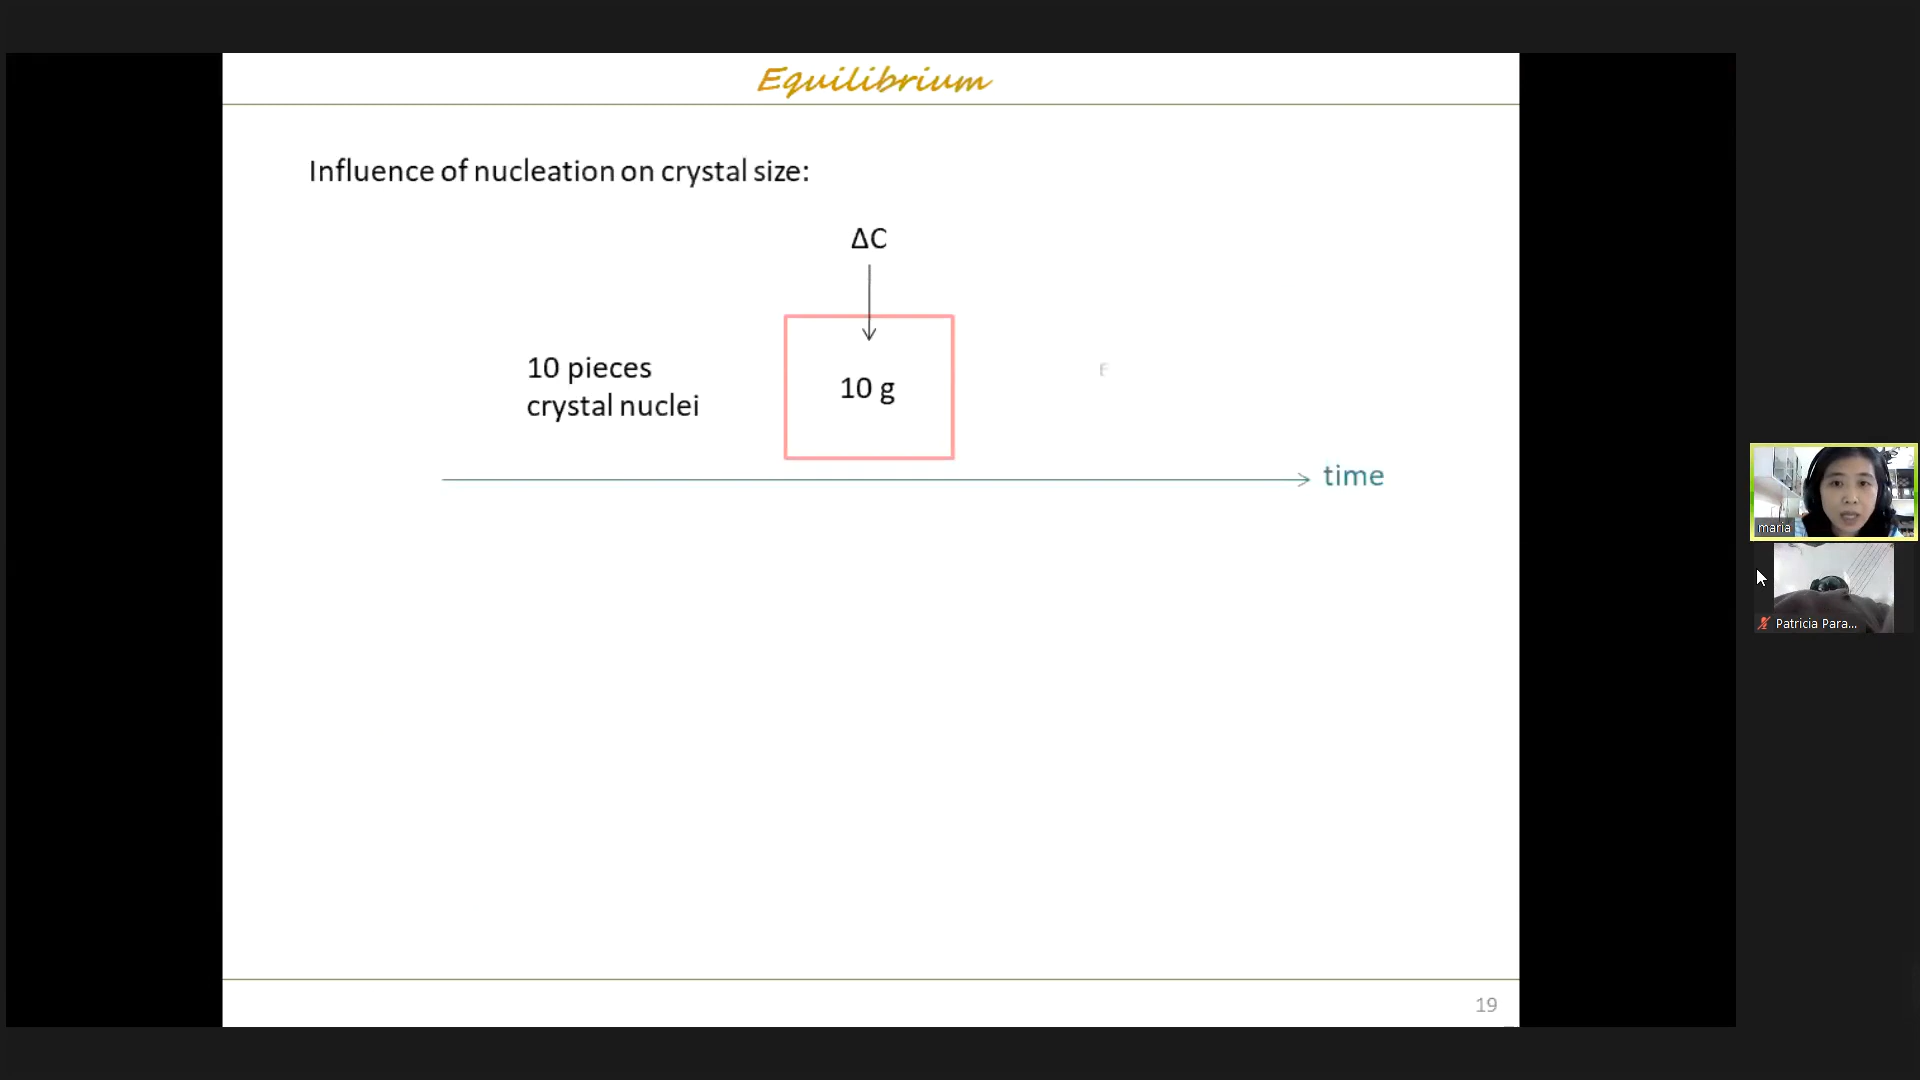 Equilibrium
Influence of nucleation on crystal size:
ΔC
10 pieces
crystal nuclei
10 g
time
19
maria
Patricia Para...